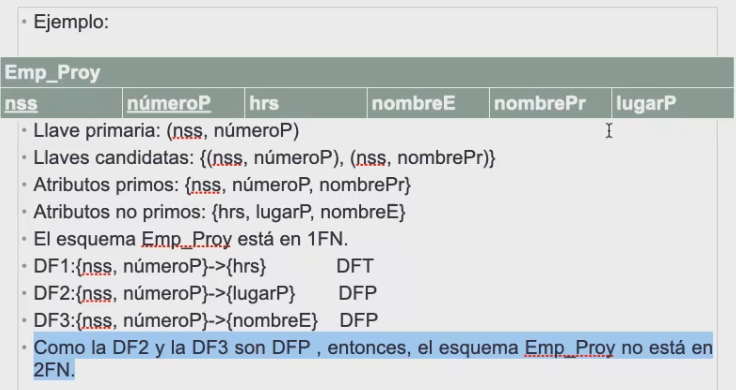 • Ejemplo:
Emp_Proy
nss númeroP hrs nombreE nombrePr lugarP
• Llave primaria: (nss, númeroP)
• Llaves candidatas: {(nss, númeroP), (nss, nombrePr)}
• Atributos primos: {nss, númeroP, nombrePr}
• Atributos no primos: {hrs, lugarP, nombreE}
• El esquema Emp_Proy está en 1FN.
• DF1:{nss, númeroP}->{hrs} DFT
• DF2:{nss, númeroP}->{lugarP} DFP
• DF3:{nss, númeroP}->{nombreE} DFP
• Como la DF2 y la DF3 son DFP , entonces, el esquema Emp_Proy no está en
2FN.